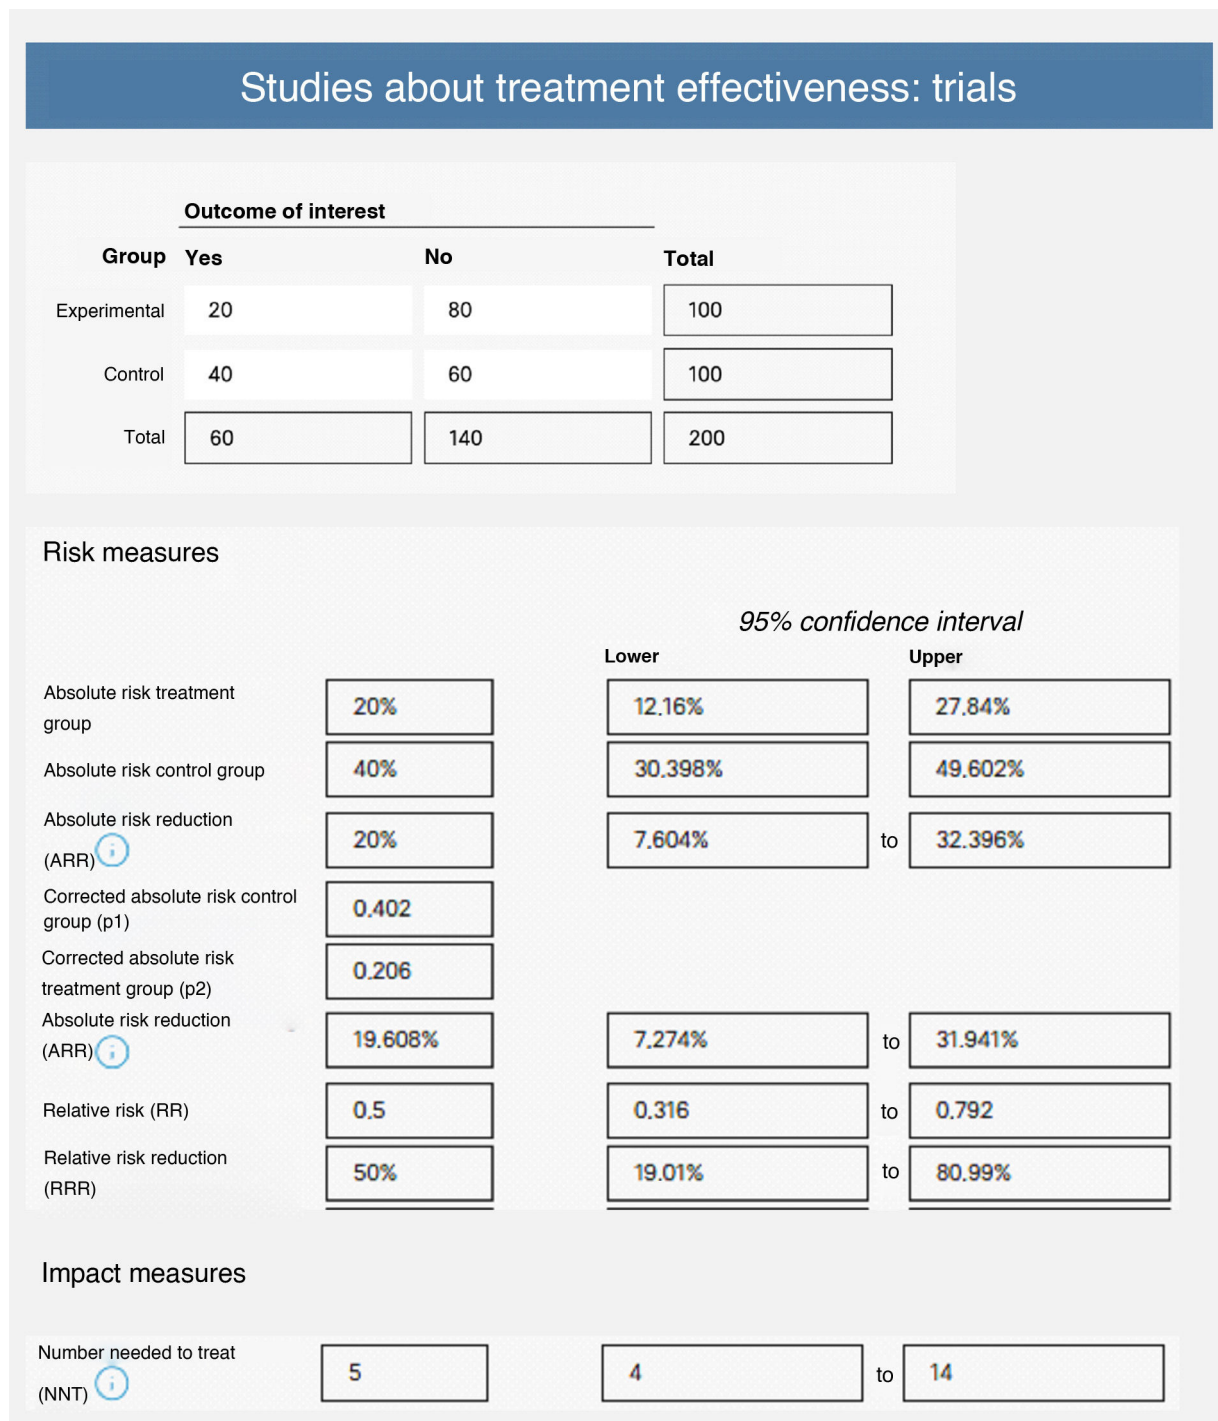 Studies about treatment effectiveness: trials
Outcome of interest
Group Yes No Total
Experimental 20 80 100
Control 40 60 100
Total 60 140 200
Risk measures
95% confidence interval
Lower Upper
Absolute risk treatment
group 20% 12.16% 27.84%
Absolute risk control group 40% 30.398% 49.602%
Absolute risk reduction
(ARR) i 20% 7.604% to 32.396%
Corrected absolute risk control
group (p1) 0.402
Corrected absolute risk
treatment group (p2) 0.206
Absolute risk reduction
(ARR) i 19.608% 7.274% to 31.941%
Relative risk (RR) 0.5 0.316 to 0.792
Relative risk reduction
(RRR) 50% 19.01% to 80.99%
Impact measures
Number needed to treat
(NNT) i 5 4 to 14